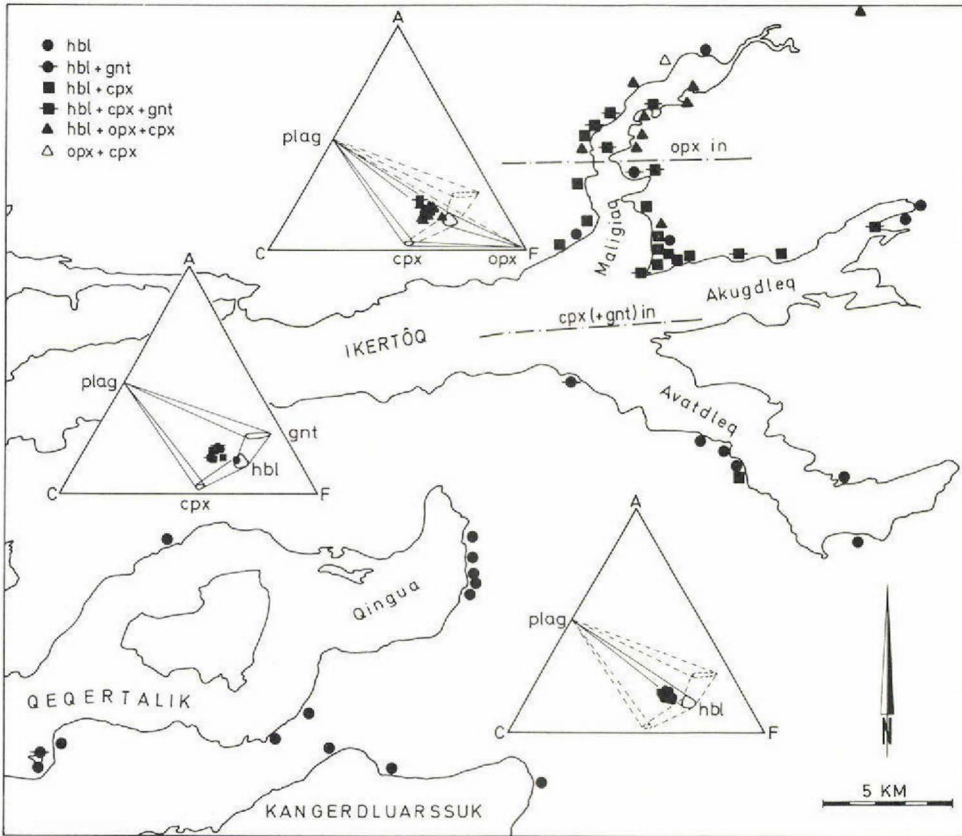 hbl
hbl + gnt
hbl + cpx
hbl + cpx + gnt
hbl + opx + cpx
opx + cpx
A
plag
C
cpx
opx
F
opx in
Maligiaq
Akugdleq
IKERTÔQ
cpx (+gnt) in
Avatdleq
A
plag
gnt
hbl
C
cpx
F
Qingua
QEQERTALIK
KANGERDLUARSSUK
A
plag
hbl
C
F
N
5 KM